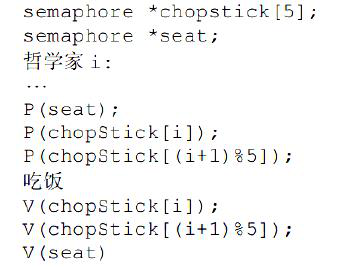 semaphore *chopstick[5];
semaphore *seat;
哲学家 i:
…
P(seat);
P(chopStick[i]);
P(chopStick[(i+1)%5]);
吃饭
V(chopStick[i]);
V(chopStick[(i+1)%5]);
V(seat)